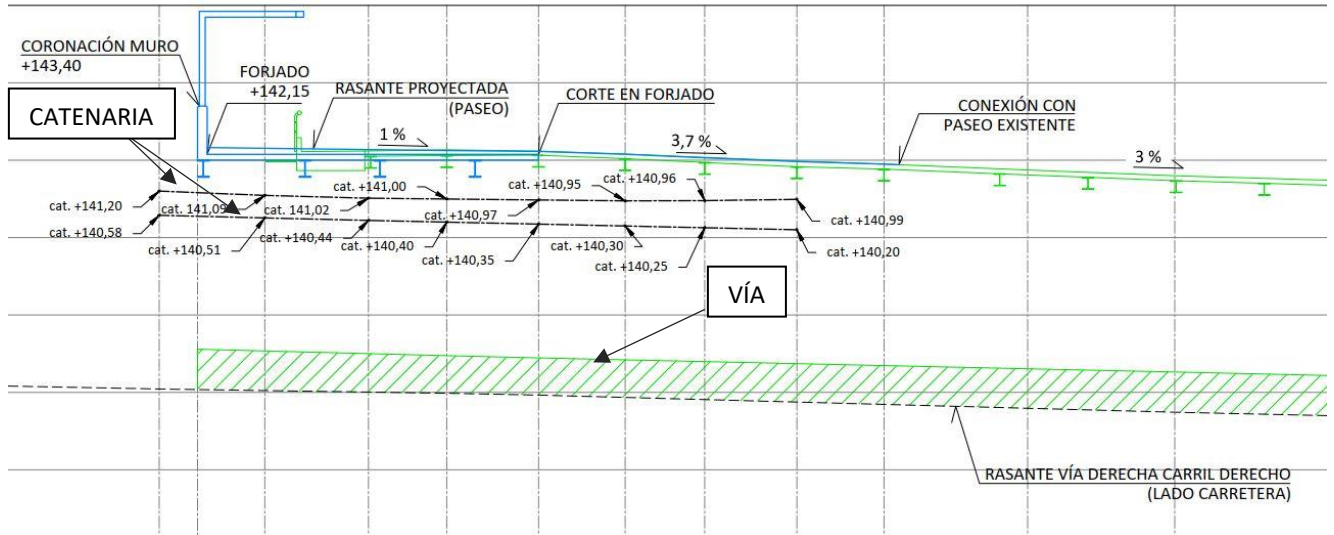 CORONACIÓN MURO
+143,40
FORJADO
+142,15
RASANTE PROYECTADA
(PASEO)
CORTE EN FORJADO
CONEXIÓN CON
PASEO EXISTENTE
CATENARIA
1 %
3,7 %
3 %
cat. +141,20
cat. 141,09
cat. 141,02
cat. +141,00
cat. +140,97
cat. +140,95
cat. +140,96
cat. +140,99
cat. +140,58
cat. +140,51
cat. +140,44
cat. +140,40
cat. +140,35
cat. +140,30
cat. +140,25
cat. +140,20
VÍA
RASANTE VÍA DERECHA CARRIL DERECHO
(LADO CARRETERA)